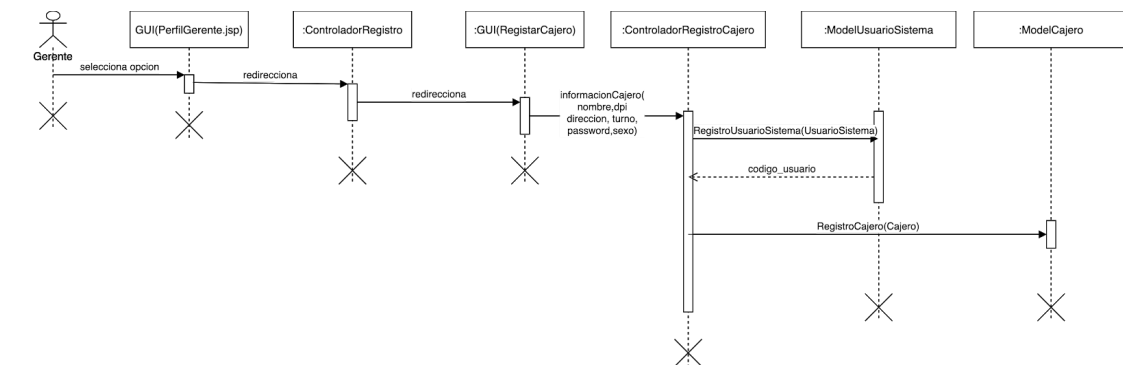 GUI(PerfilGerente.jsp)
:ControladorRegistro
:GUI(RegistarCajero)
:ControladorRegistroCajero
:ModelUsuarioSistema
:ModelCajero
Gerente
selecciona opcion
redirecciona
redirecciona
informacionCajero(
nombre,dpi
direccion, turno,
password,sexo)
RegistroUsuarioSistema(UsuarioSistema)
codigo_usuario
RegistroCajero(Cajero)